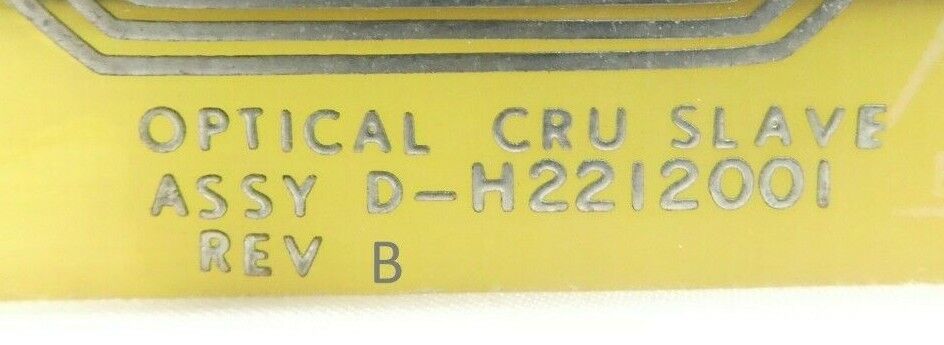 OPTICAL CRU SLAVE
ASSY D-H2212001
REV B